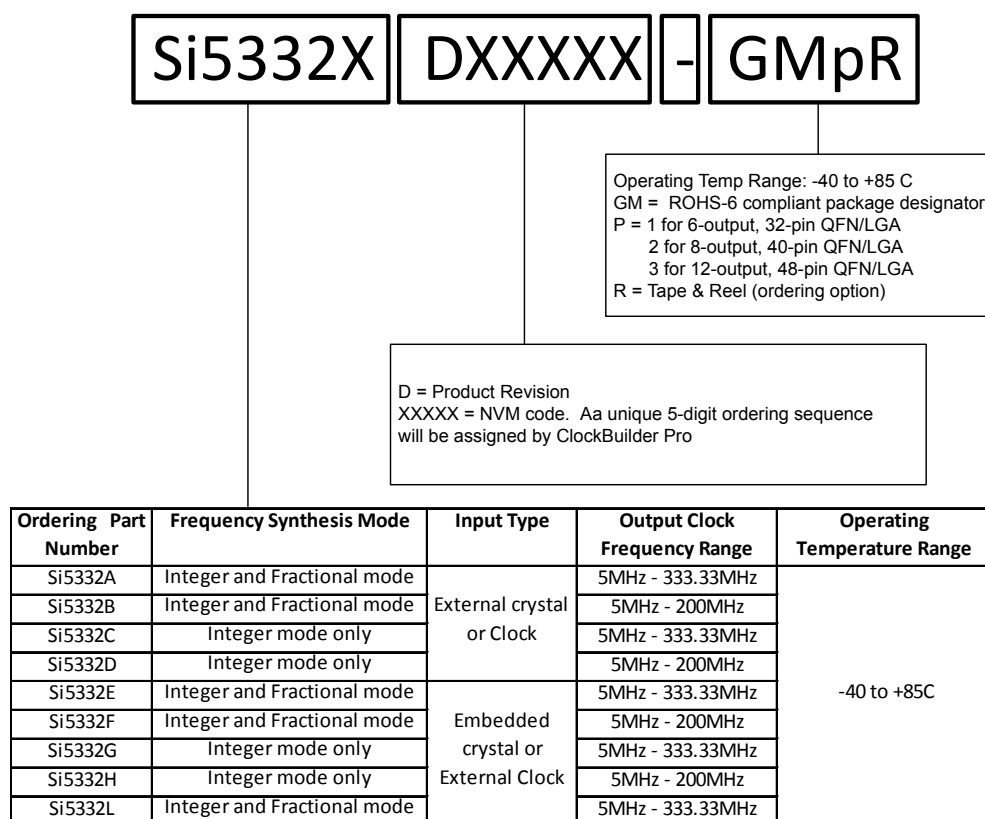 Si5332X DXXXXX - GMpR
Operating Temp Range: -40 to +85 C
GM = ROHS-6 compliant package designator
P = 1 for 6-output, 32-pin QFN/LGA
2 for 8-output, 40-pin QFN/LGA
3 for 12-output, 48-pin QFN/LGA
R = Tape & Reel (ordering option)
D = Product Revision
XXXXX = NVM code. Aa unique 5-digit ordering sequence
will be assigned by ClockBuilder Pro
Ordering Part Number Frequency Synthesis Mode Input Type Output Clock Frequency Range Operating Temperature Range
Si5332A Integer and Fractional mode External crystal or Clock 5MHz - 333.33MHz -40 to +85C
Si5332B Integer and Fractional mode 5MHz - 200MHz
Si5332C Integer mode only 5MHz - 333.33MHz
Si5332D Integer mode only 5MHz - 200MHz
Si5332E Integer and Fractional mode Embedded crystal or External Clock 5MHz - 333.33MHz
Si5332F Integer and Fractional mode 5MHz - 200MHz
Si5332G Integer mode only 5MHz - 333.33MHz
Si5332H Integer mode only 5MHz - 200MHz
Si5332L Integer and Fractional mode 5MHz - 333.33MHz